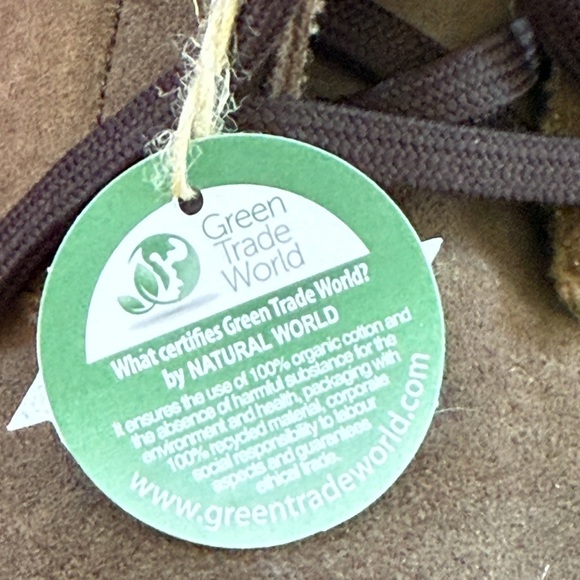 Green
Trade
World
What certifies Green Trade World?
by NATURAL WORLD
It ensures the use of 100% organic cotton and
the absence of harmful substance for the
environment and health, packaging with
100% recycled material, corporate
social responsibility to labour
aspects and guarantees
ethical trade.
www.greentradeworld.com